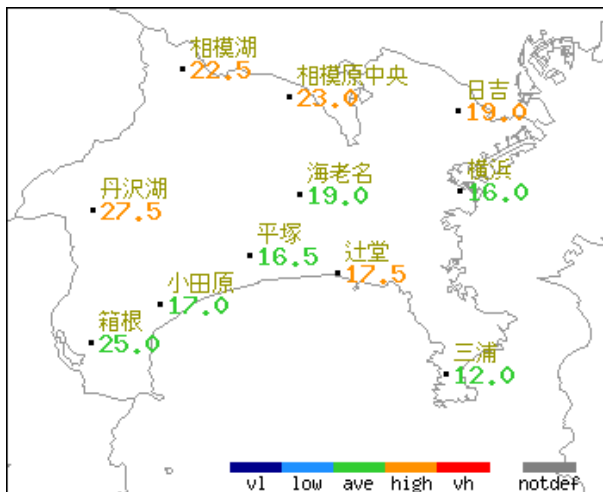 相模湖
22.5
相模原中央
23.0
日吉
19.0
海老名
19.0
横浜
16.0
丹沢湖
27.5
平塚
16.5
辻堂
17.5
小田原
17.0
箱根
25.0
三浦
12.0
vl low ave high vh notdef